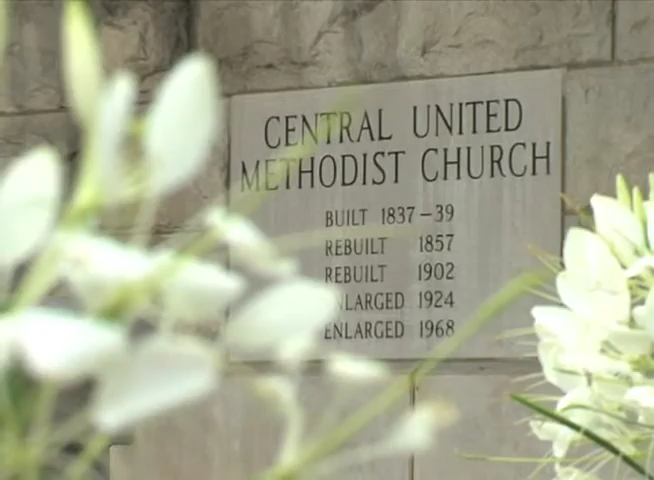 CENTRAL UNITED
METHODIST CHURCH
BUILT 1837-39
REBUILT 1857
REBUILT 1902
ENLARGED 1924
ENLARGED 1968